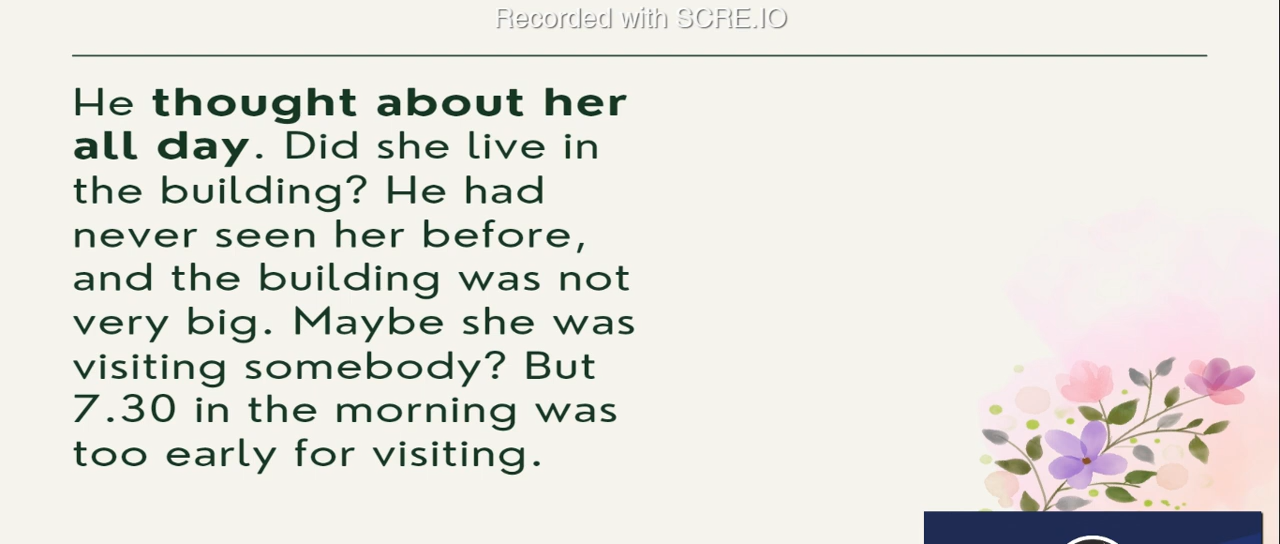 Recorded with SCRE.IO
He thought about her
all day. Did she live in
the building? He had
never seen her before,
and the building was not
very big. Maybe she was
visiting somebody? But
7.30 in the morning was
too early for visiting.